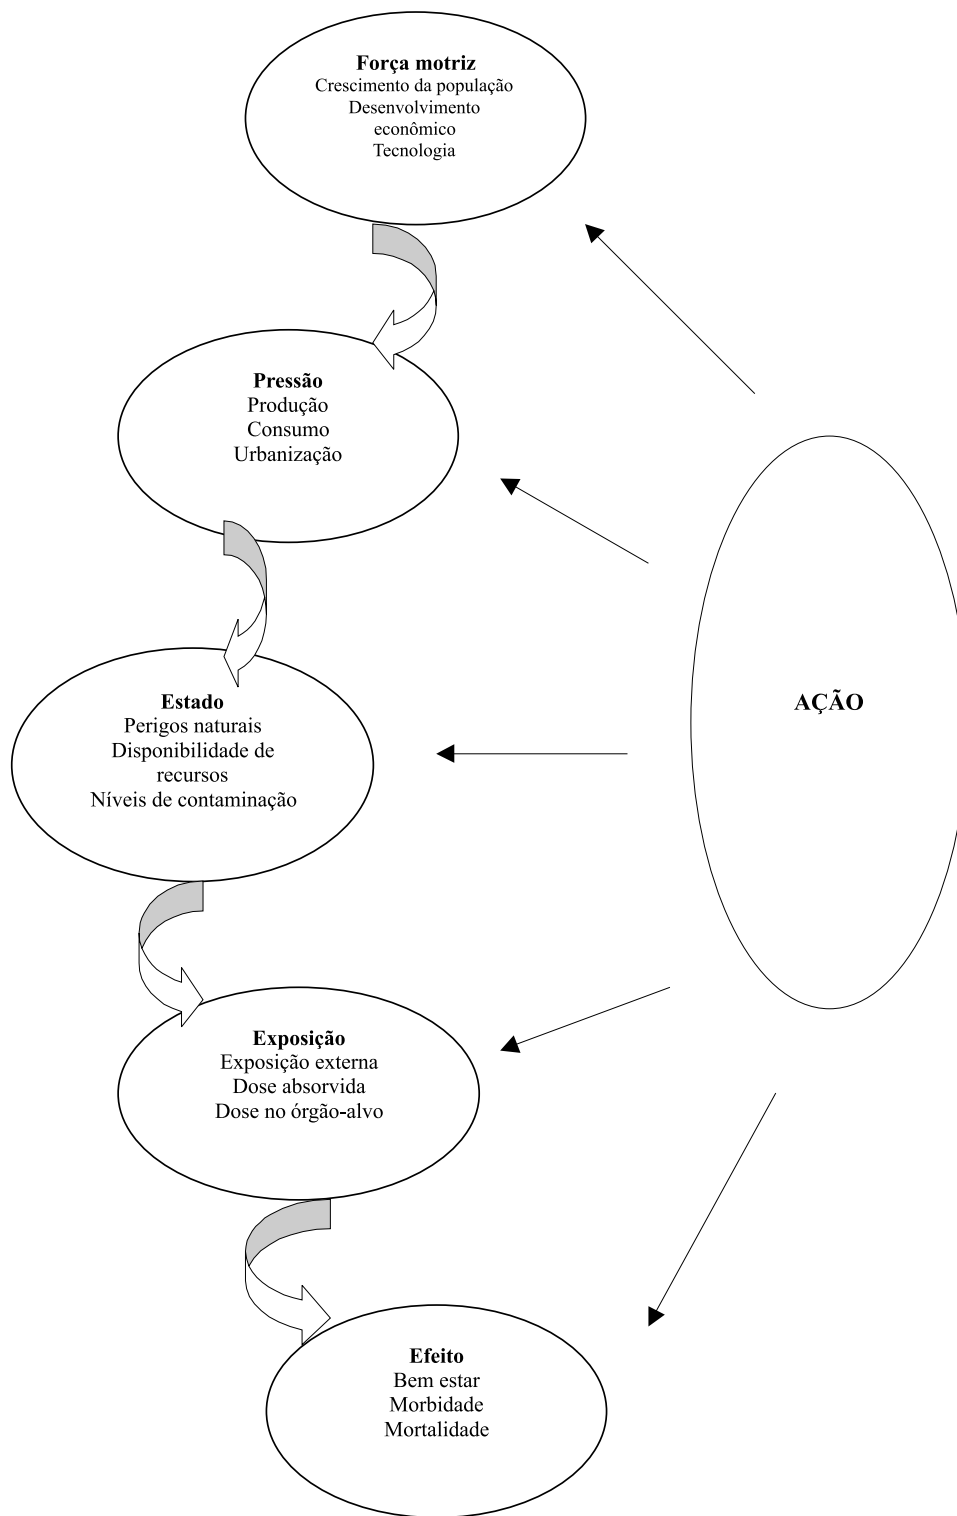 Força motriz
Crescimento da população
Desenvolvimento
econômico
Tecnologia
Pressão
Produção
Consumo
Urbanização
Estado
Perigos naturais
Disponibilidade de
recursos
Níveis de contaminação
AÇÃO
Exposição
Exposição externa
Dose absorvida
Dose no órgão-alvo
Efeito
Bem estar
Morbidade
Mortalidade